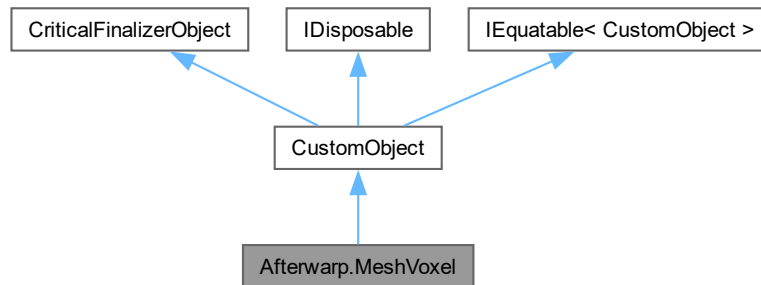 CriticalFinalizerObject
IDisposable
IEquatable< CustomObject >
CustomObject
Afterwarp.MeshVoxel